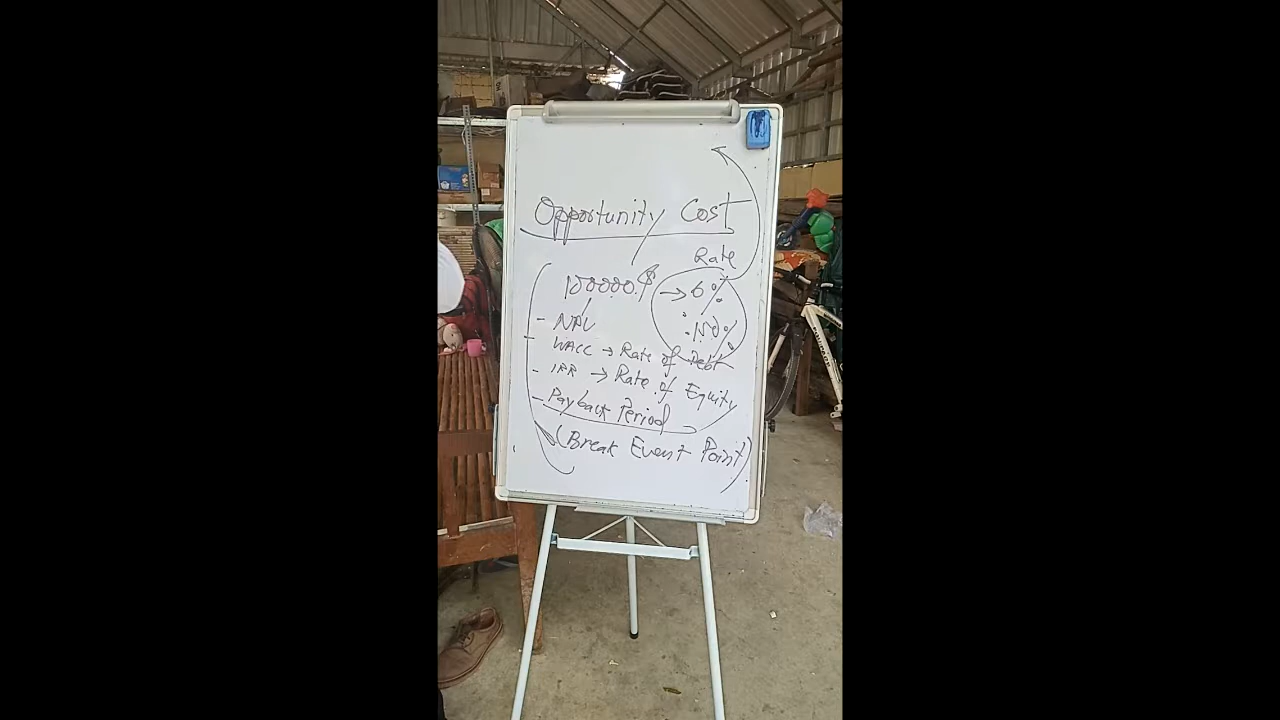 Opportunity Cost
Rate
100000.$ → 6%
- NPV
- 150%
- WACC → Rate of Debt
- IRR → Rate of Equity
- Payback Period
(Break Event Point)